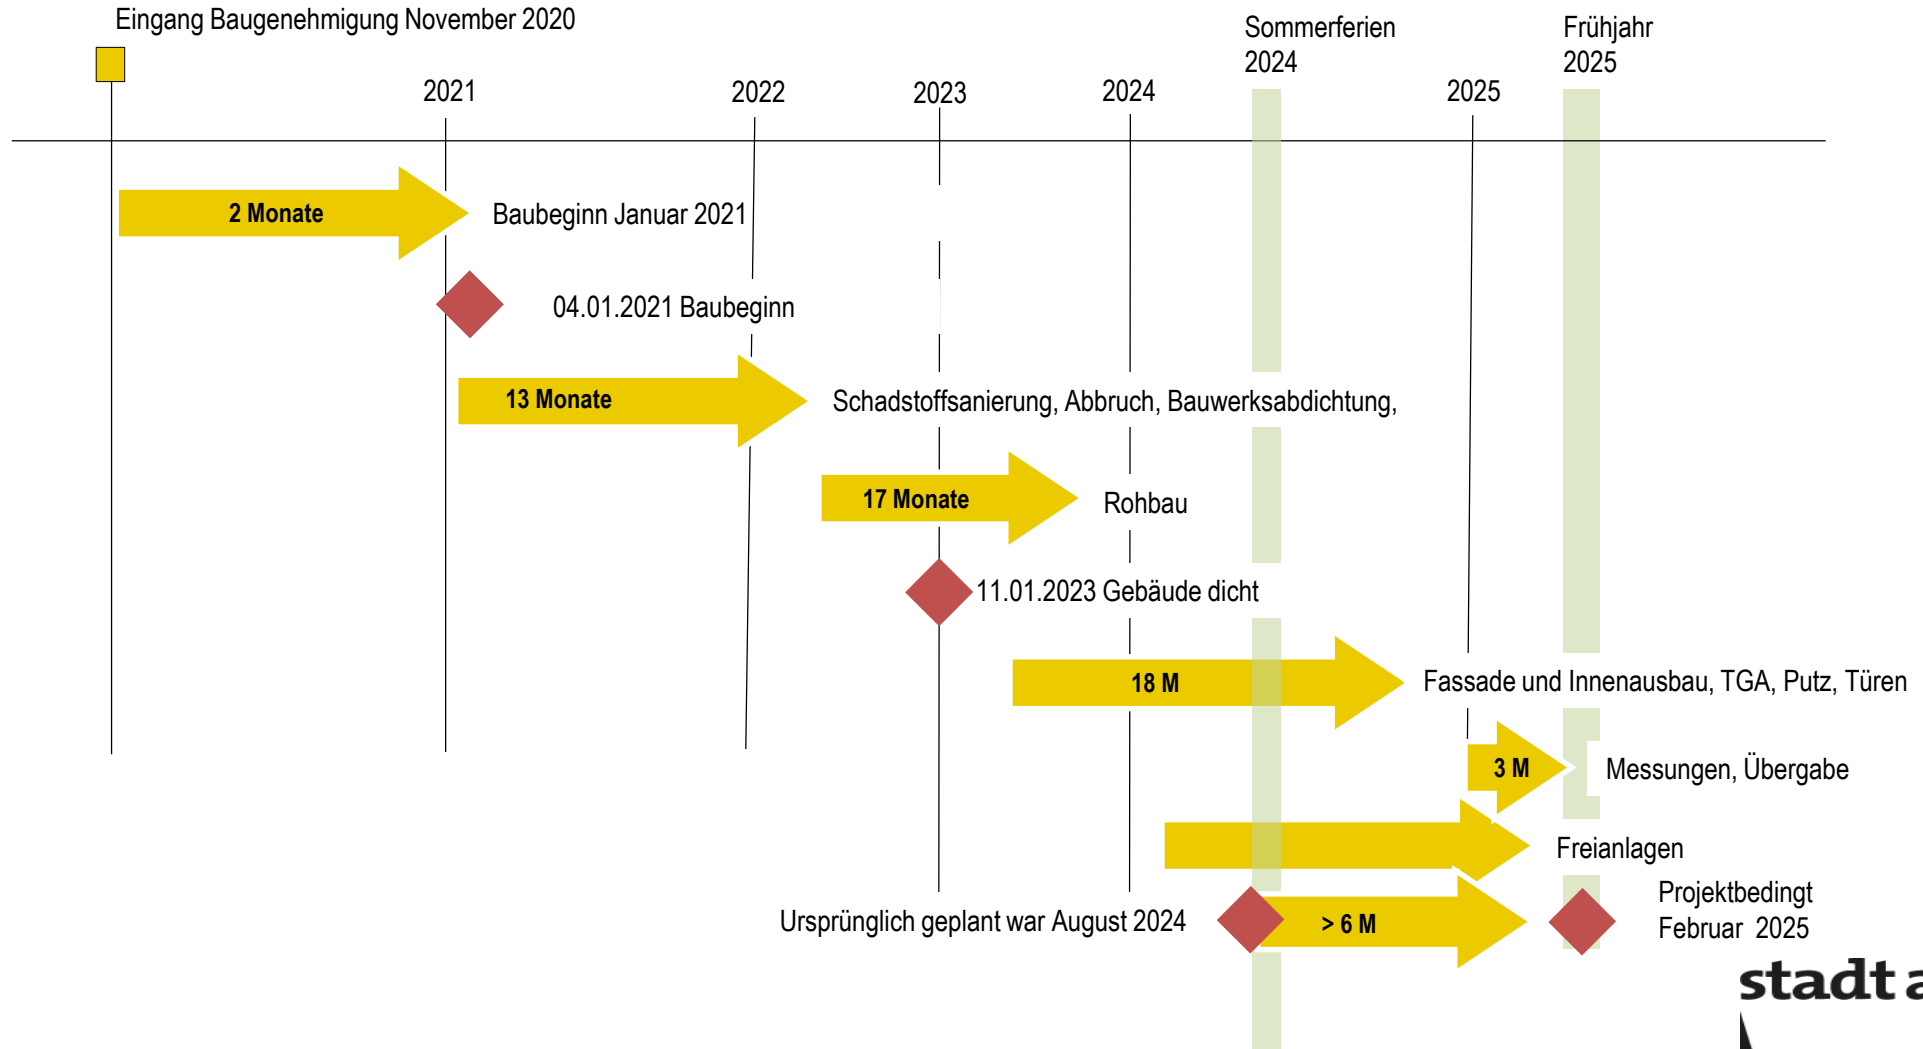 Eingang Baugenehmigung November 2020
Sommerferien
2024
Frühjahr
2025
2021
2022
2023
2024
2025
2 Monate
Baubeginn Januar 2021
04.01.2021 Baubeginn
13 Monate
Schadstoffsanierung, Abbruch, Bauwerksabdichtung,
17 Monate
Rohbau
11.01.2023 Gebäude dicht
18 M
Fassade und Innenausbau, TGA, Putz, Türen
3 M
Messungen, Übergabe
Freianlagen
Ursprünglich geplant war August 2024
> 6 M
Projektbedingt
Februar 2025
stadt a